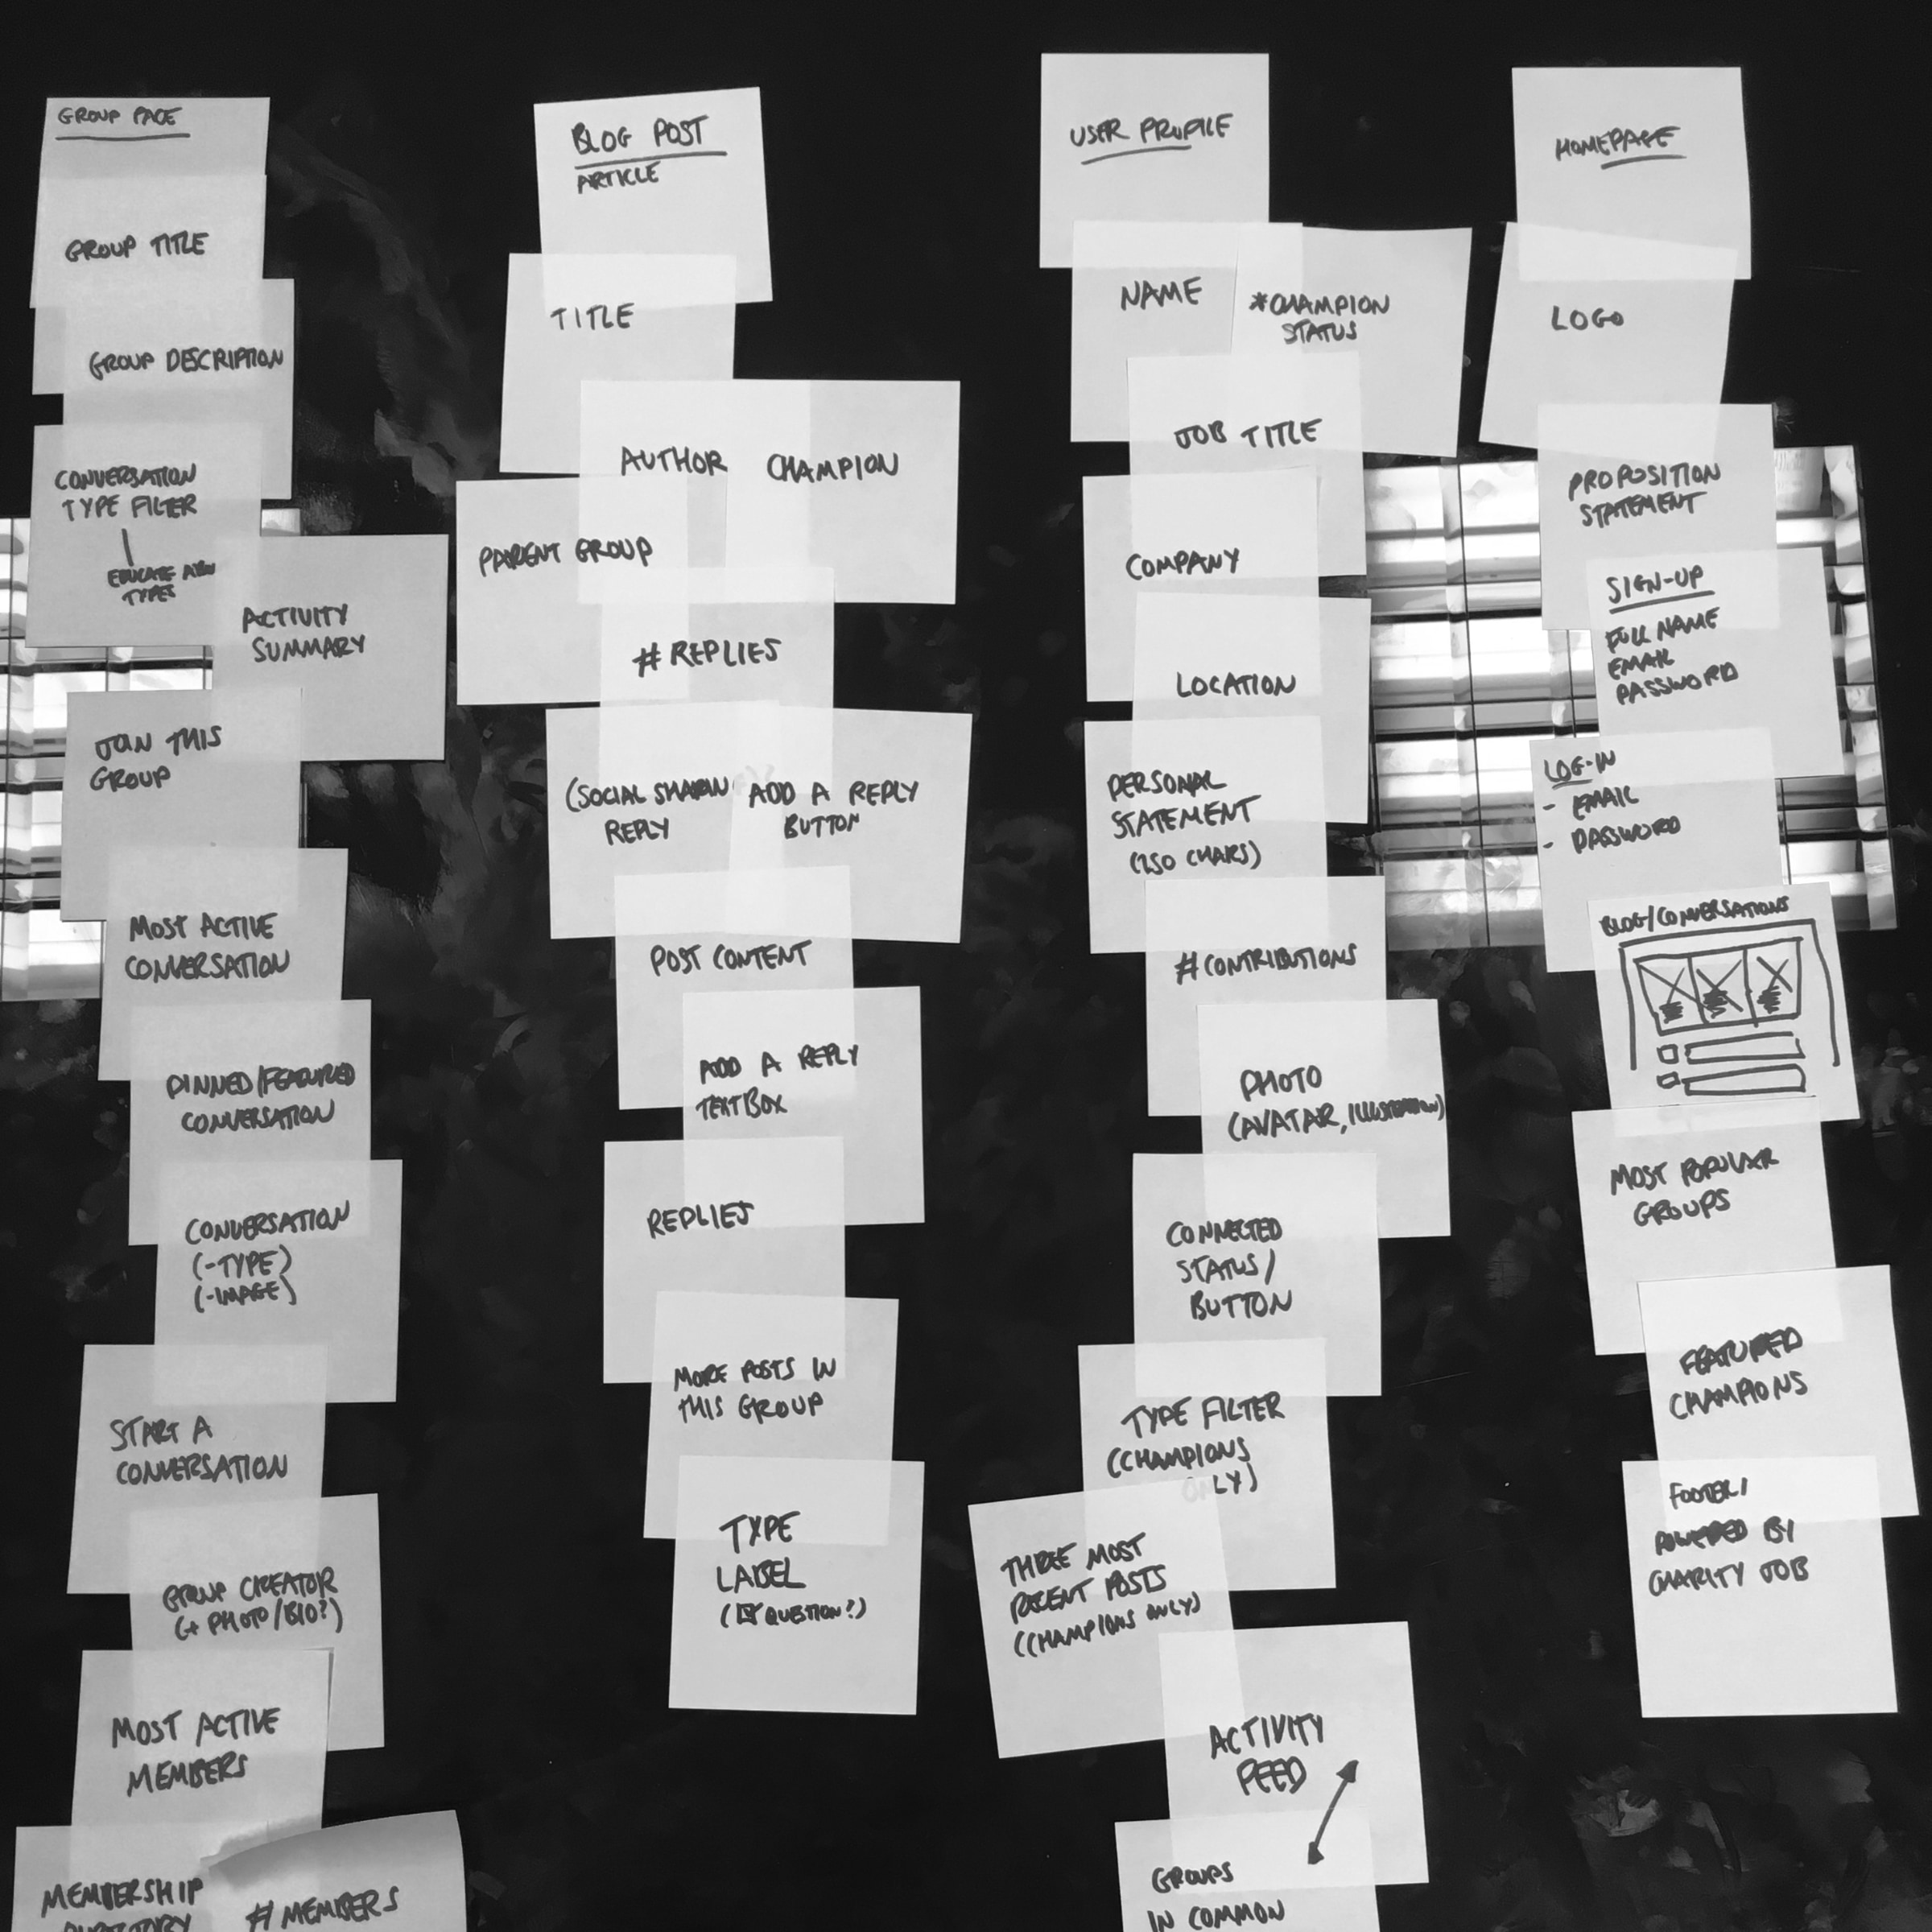 GROUP PAGE
GROUP TITLE
GROUP DESCRIPTION
CONVERSATION
TYPE FILTER
EDUCATE
TYPES
ACTIVITY
SUMMARY
JOIN THIS
GROUP
MOST ACTIVE
CONVERSATION
PINNED/FEATURED
CONVERSATION
CONVERSATION
(-TYPE)
(-IMAGE)
START A
CONVERSATION
GROUP CREATOR
(+ PHOTO/BIO?)
MOST ACTIVE
MEMBERS
MEMBERSHIP
# MEMBERS
BLOG POST
ARTICLE
TITLE
AUTHOR
CHAMPION
PARENT GROUP
# REPLIES
(SOCIAL SHARIN
REPLY
ADD A REPLY
BUTTON
POST CONTENT
ADD A REPLY
TEXTBOX
REPLIES
MORE POSTS IN
THIS GROUP
TYPE
LABEL
QUESTION?)
USER PROFILE
NAME
*CHAMPION
STATUS
JOB TITLE
COMPANY
LOCATION
PERSONAL
STATEMENT
(250 CHARS)
# CONTRIBUTIONS
PHOTO
(AVATAR, ILLUSTRATION)
CONNECTED
STATUS/
BUTTON
TYPE FILTER
(CHAMPIONS
ONLY)
THREE MOST
RECENT POSTS
(CHAMPIONS ONLY)
ACTIVITY
FEED
GROUPS
IN COMMON
HOMEPAGE
LOGO
PROPOSITION
STATEMENT
SIGN-UP
FULL NAME
EMAIL
PASSWORD
LOG-IN
- EMAIL
- PASSWORD
BLOG/CONVERSATIONS
MOST POPULAR
GROUPS
FEATURED
CHAMPIONS
FOOTER/
POWERED BY
CHARITY JOB